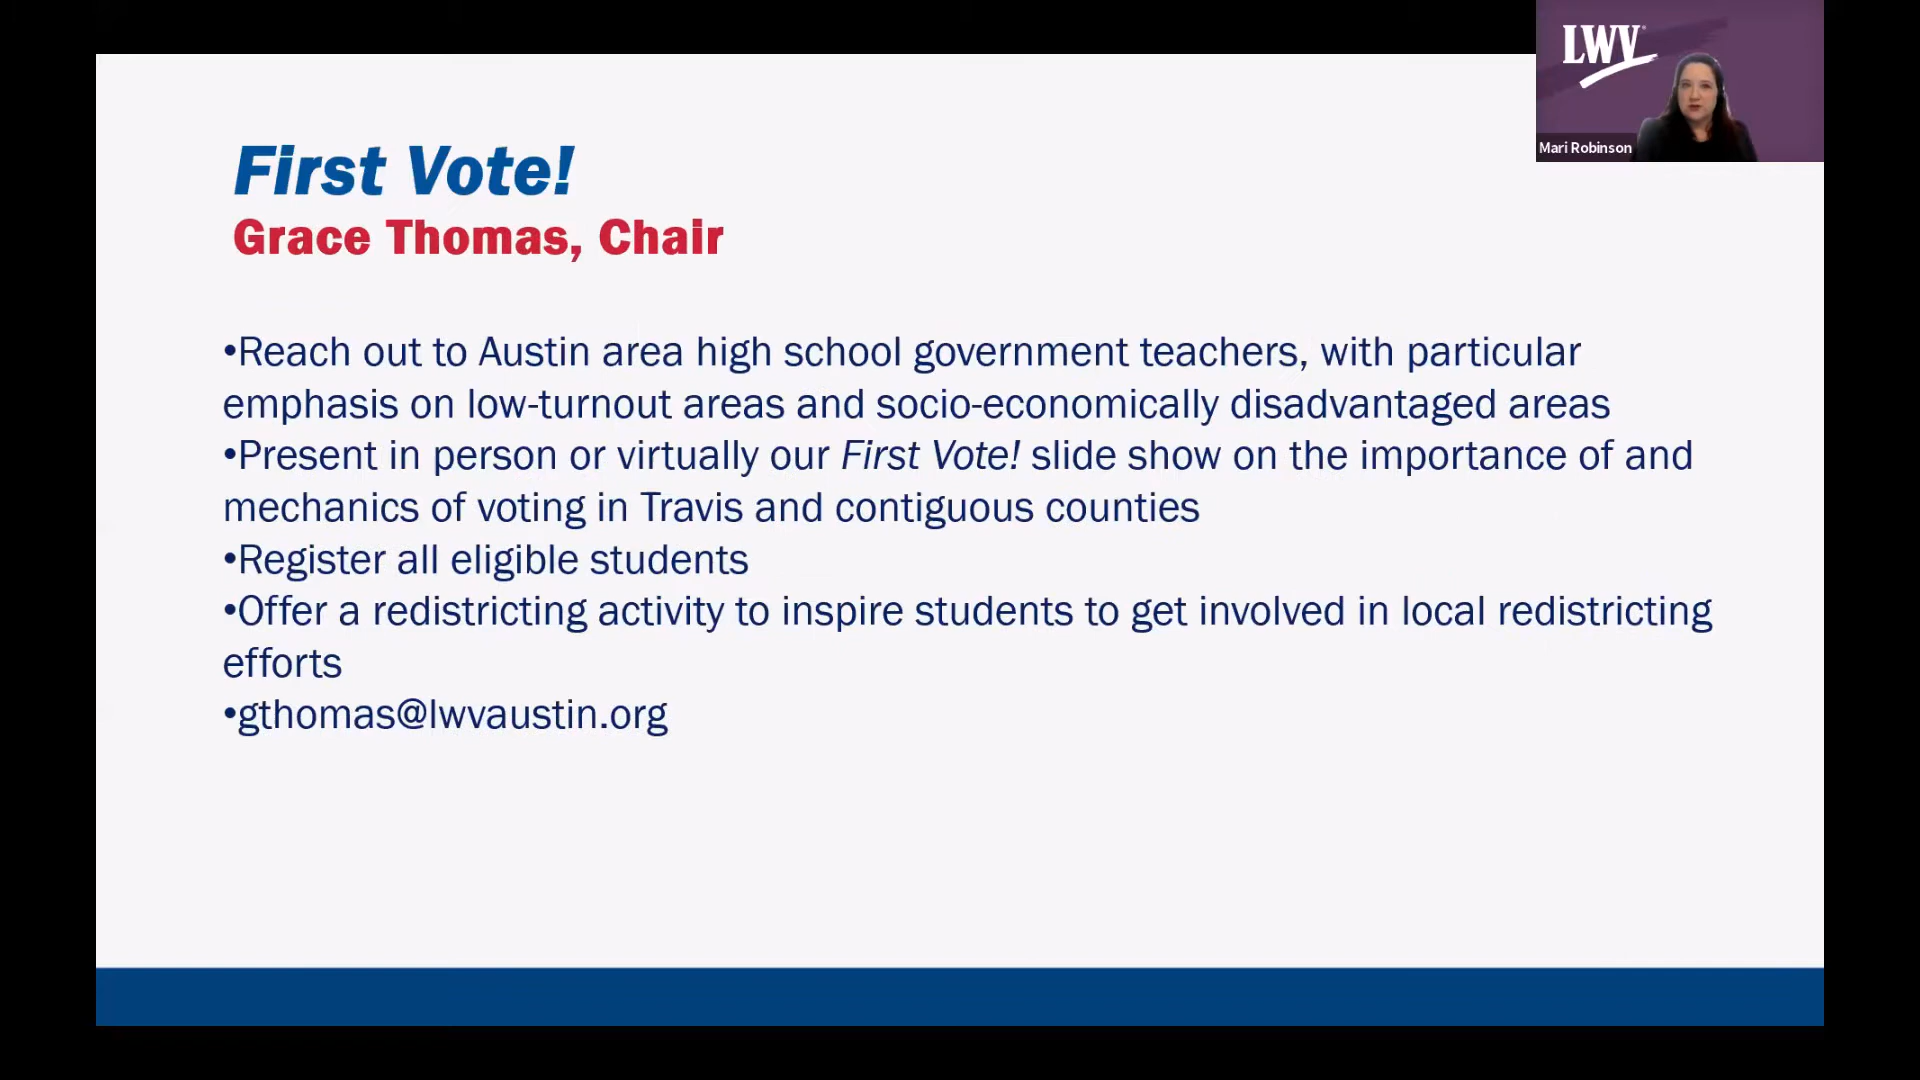 LWV
Mari Robinson
First Vote!
Grace Thomas, Chair
•Reach out to Austin area high school government teachers, with particular
emphasis on low-turnout areas and socio-economically disadvantaged areas
•Present in person or virtually our First Vote! slide show on the importance of and
mechanics of voting in Travis and contiguous counties
•Register all eligible students
•Offer a redistricting activity to inspire students to get involved in local redistricting
efforts
•gthomas@lwvaustin.org